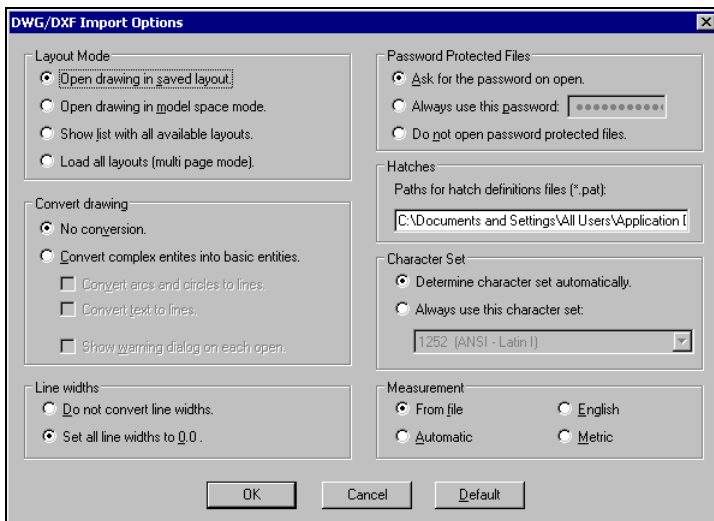 DWG/DXF Import Options
Layout Mode
Open drawing in saved layout.
Open drawing in model space mode.
Show list with all available layouts.
Load all layouts (multi page mode).
Convert drawing
No conversion.
Convert complex entites into basic entities.
Convert arcs and circles to lines.
Convert text to lines.
Show warning dialog on each open.
Line widths
Do not convert line widths.
Set all line widths to 0.0 .
Password Protected Files
Ask for the password on open.
Always use this password:
Do not open password protected files.
Hatches
Paths for hatch definitions files (*.pat):
C:\Documents and Settings\All Users\Application D
Character Set
Determine character set automatically.
Always use this character set:
1252 (ANSI - Latin I)
Measurement
From file
English
Automatic
Metric
OK
Cancel
Default